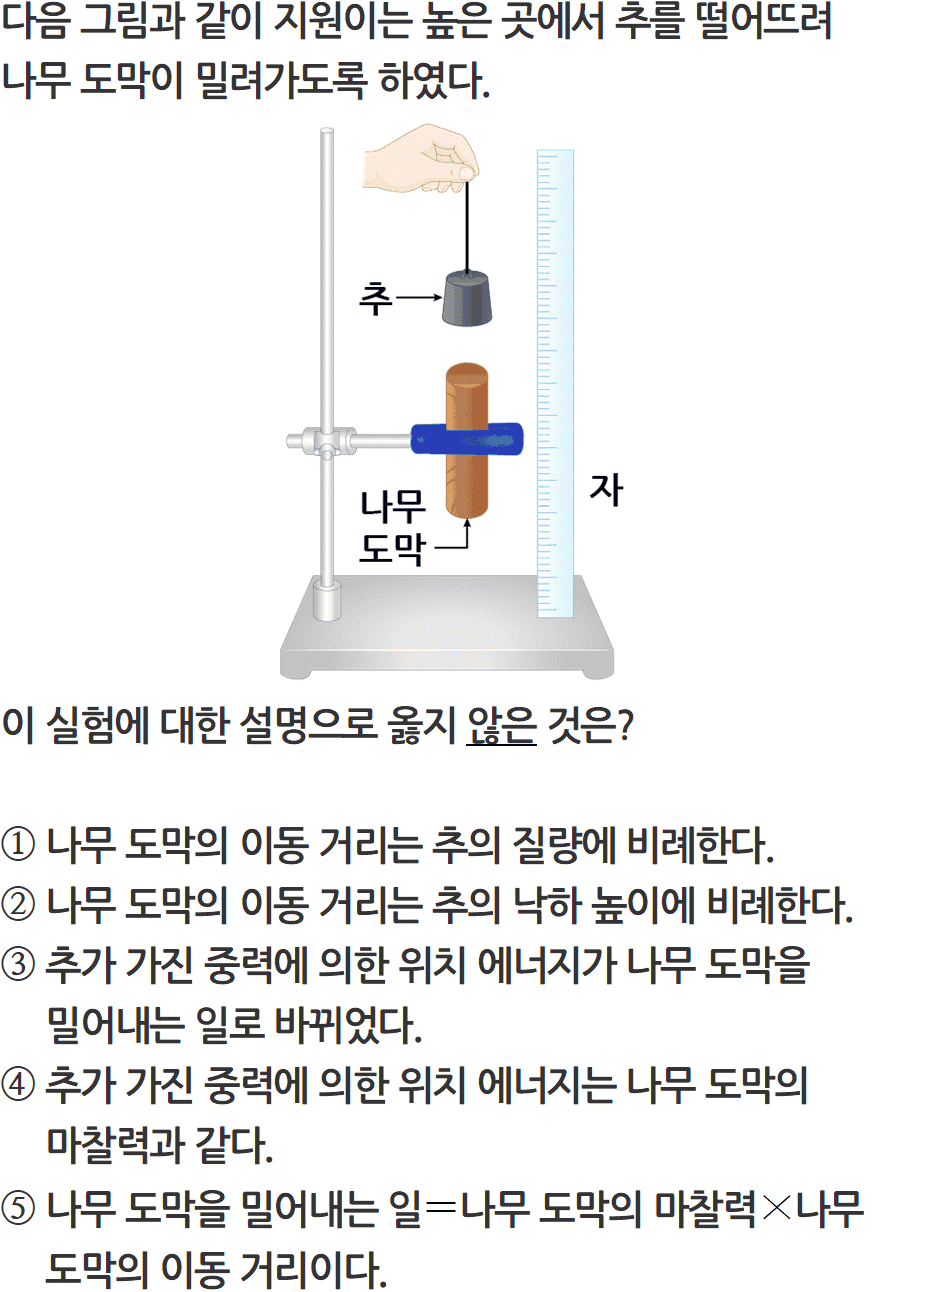 다음 그림과 같이 지원이는 높은 곳에서 추를 떨어뜨려
나무 도막이 밀려가도록 하였다.
추
자
나무
도막
이 실험에 대한 설명으로 옳지 않은 것은?
① 나무 도막의 이동 거리는 추의 질량에 비례한다.
② 나무 도막의 이동 거리는 추의 낙하 높이에 비례한다.
③ 추가 가진 중력에 의한 위치 에너지가 나무 도막을
밀어내는 일로 바뀌었다.
④ 추가 가진 중력에 의한 위치 에너지는 나무 도막의
마찰력과 같다.
⑤ 나무 도막을 밀어내는 일=나무 도막의 마찰력×나무
도막의 이동 거리이다.